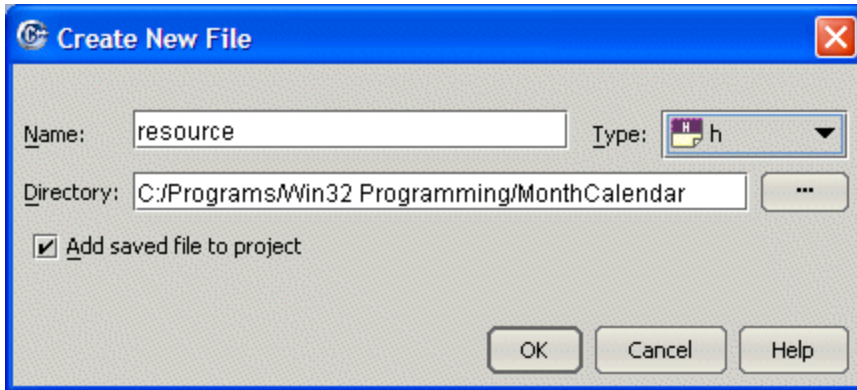 Create New File
Name: resource Type: h
Directory: C:/Programs/Win32 Programming/MonthCalendar ...
Add saved file to project
OK Cancel Help